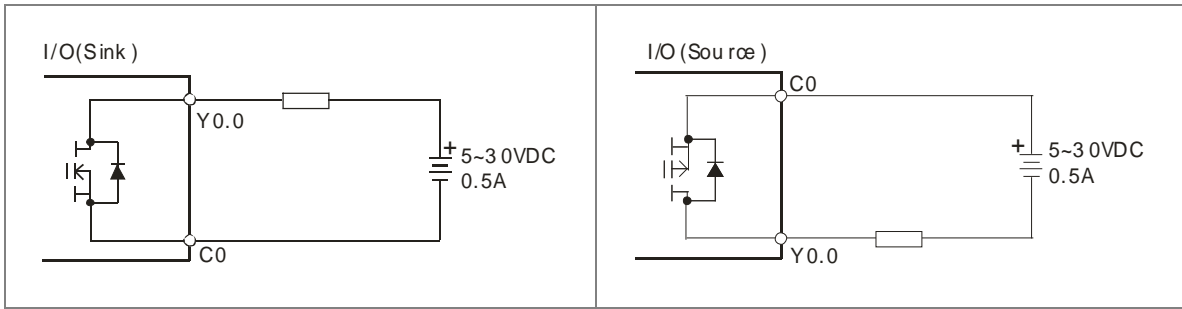 I/O(Sink)
Y0.0
+
5~30VDC
0.5A
C0
I/O(Source)
C0
+
5~30VDC
0.5A
Y0.0